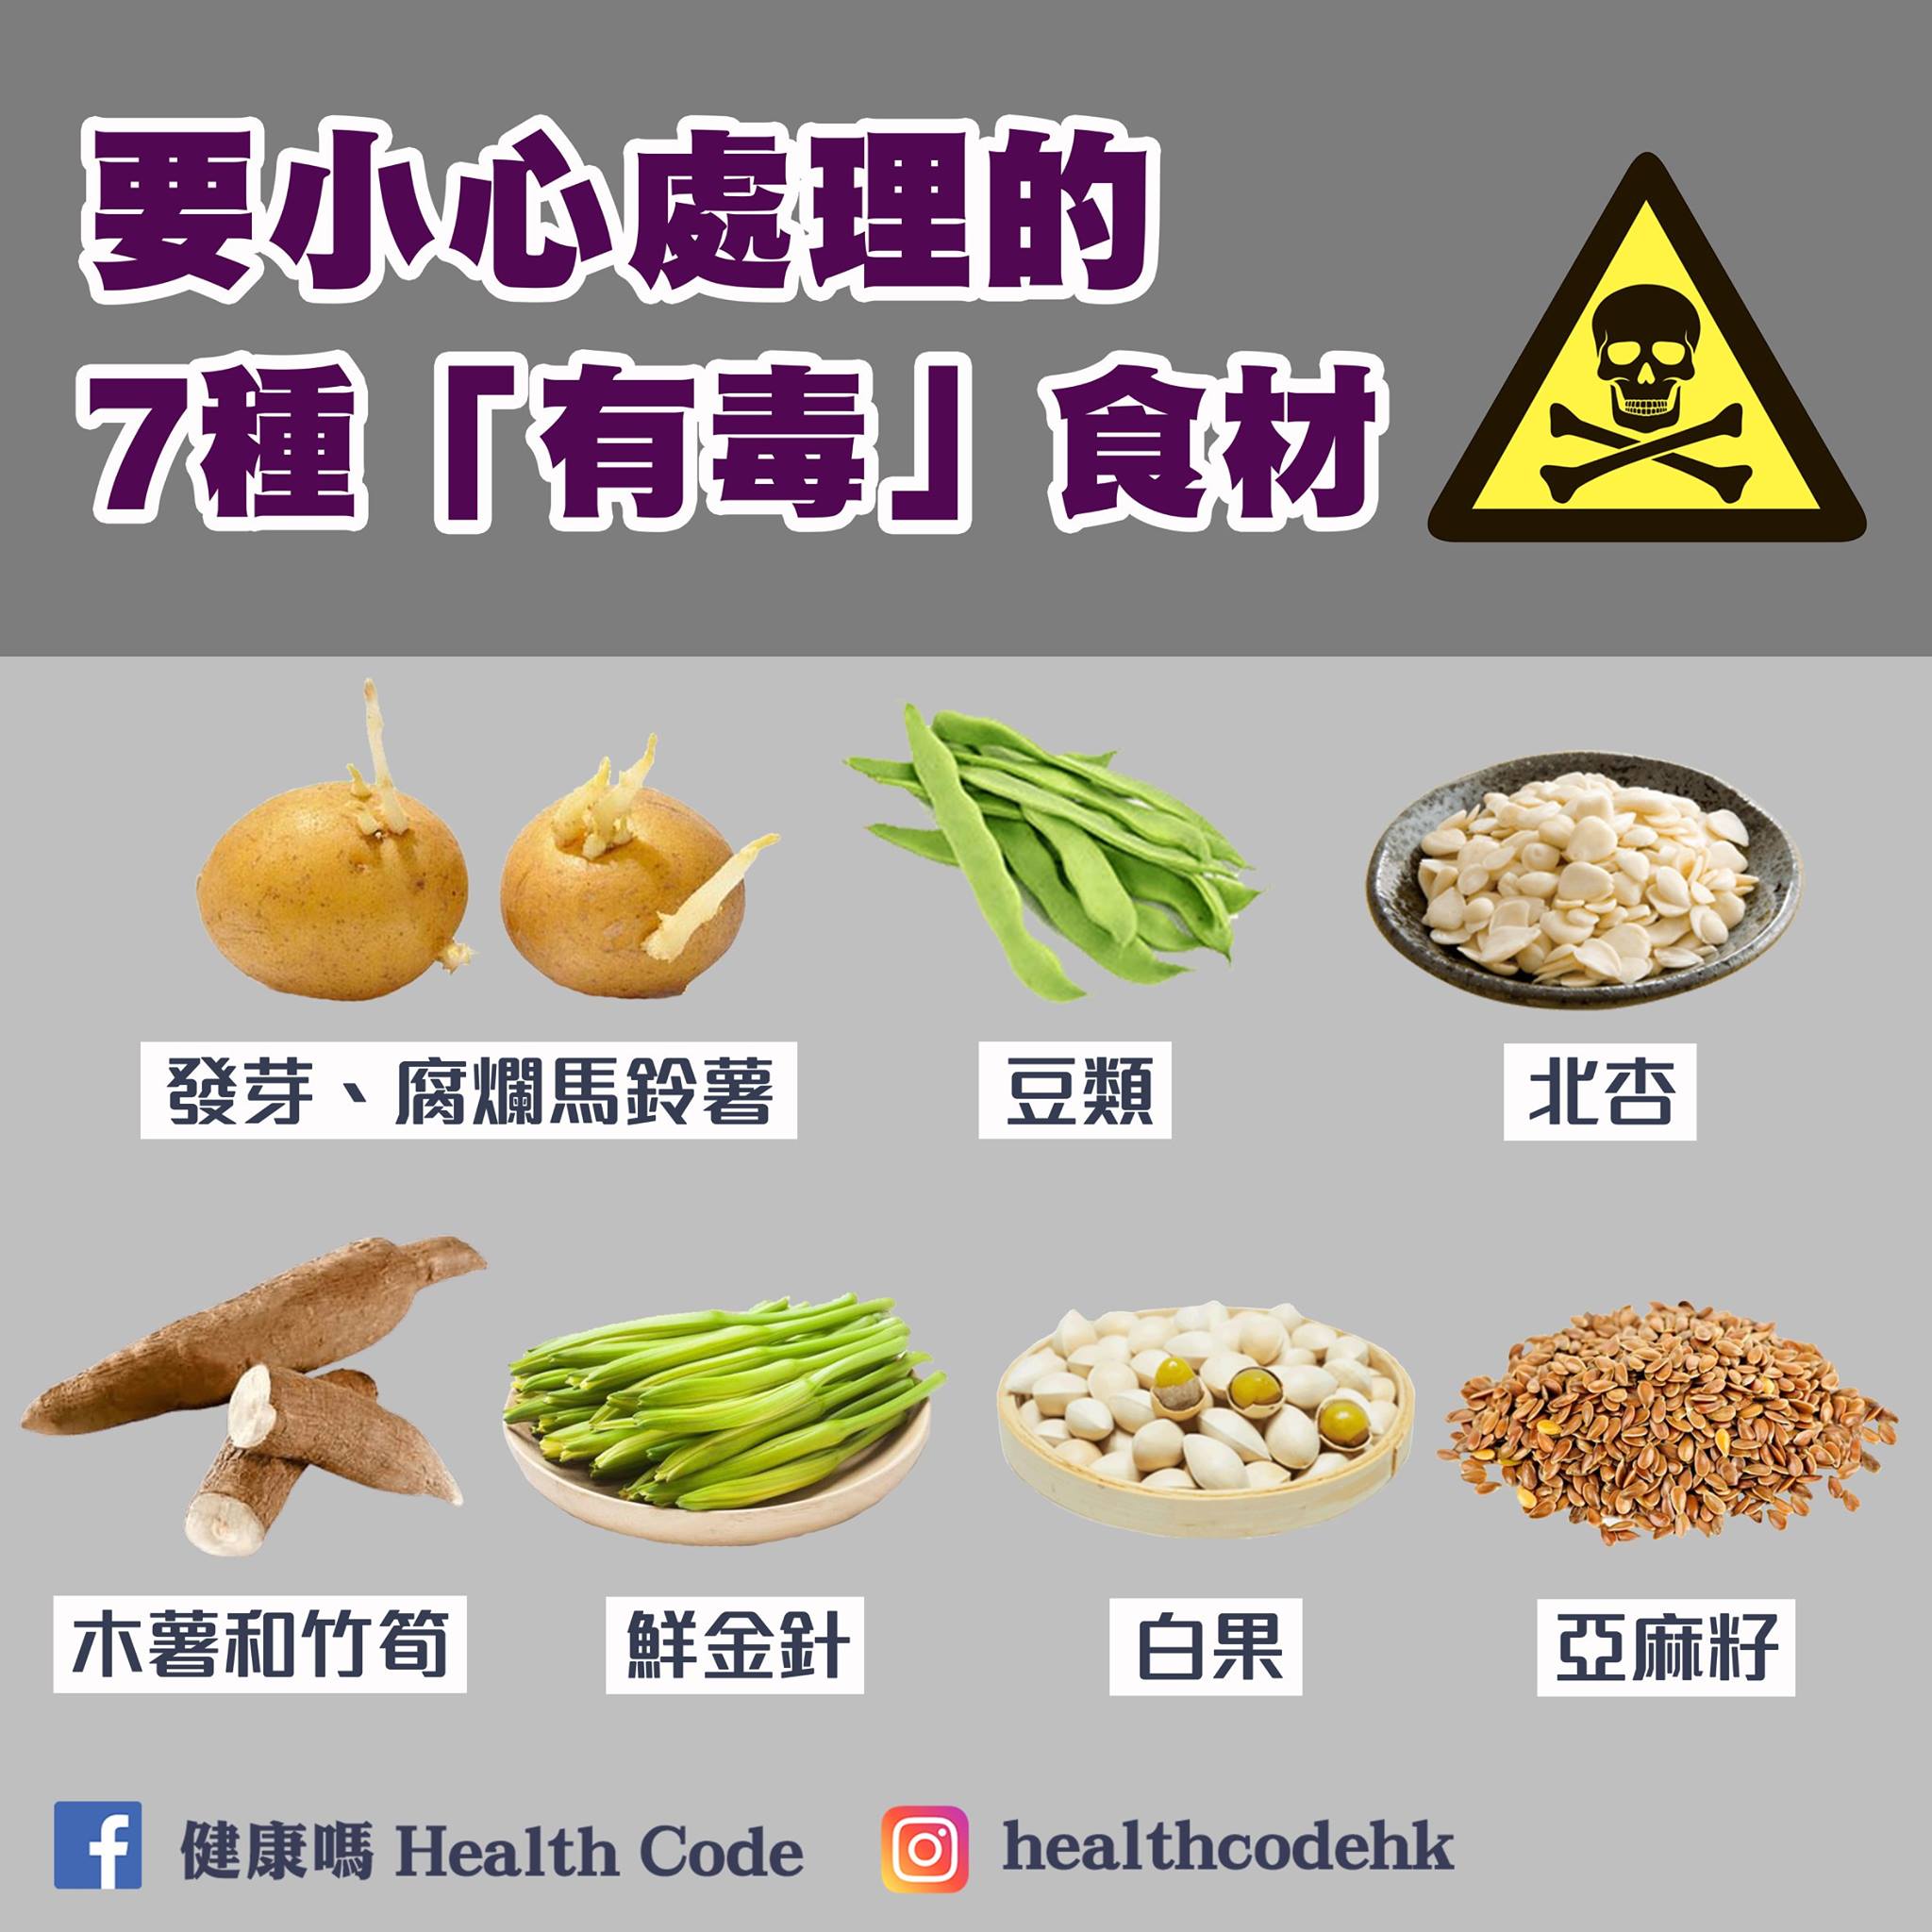 要小心處理的
7種「有毒」食材
發芽、腐爛馬鈴薯
豆類
北杏
木薯和竹筍
鮮金針
白果
亞麻籽
健康嗎 Health Code
healthcodehk